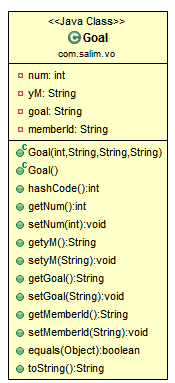 <<Java Class>>
Goal
com.salim.vo
num: int
yM: String
goal: String
memberId: String
Goal(int,String,String,String)
Goal()
hashCode():int
getNum():int
setNum(int):void
getyM():String
setyM(String):void
getGoal():String
setGoal(String):void
getMemberId():String
setMemberId(String):void
equals(Object):boolean
toString():String